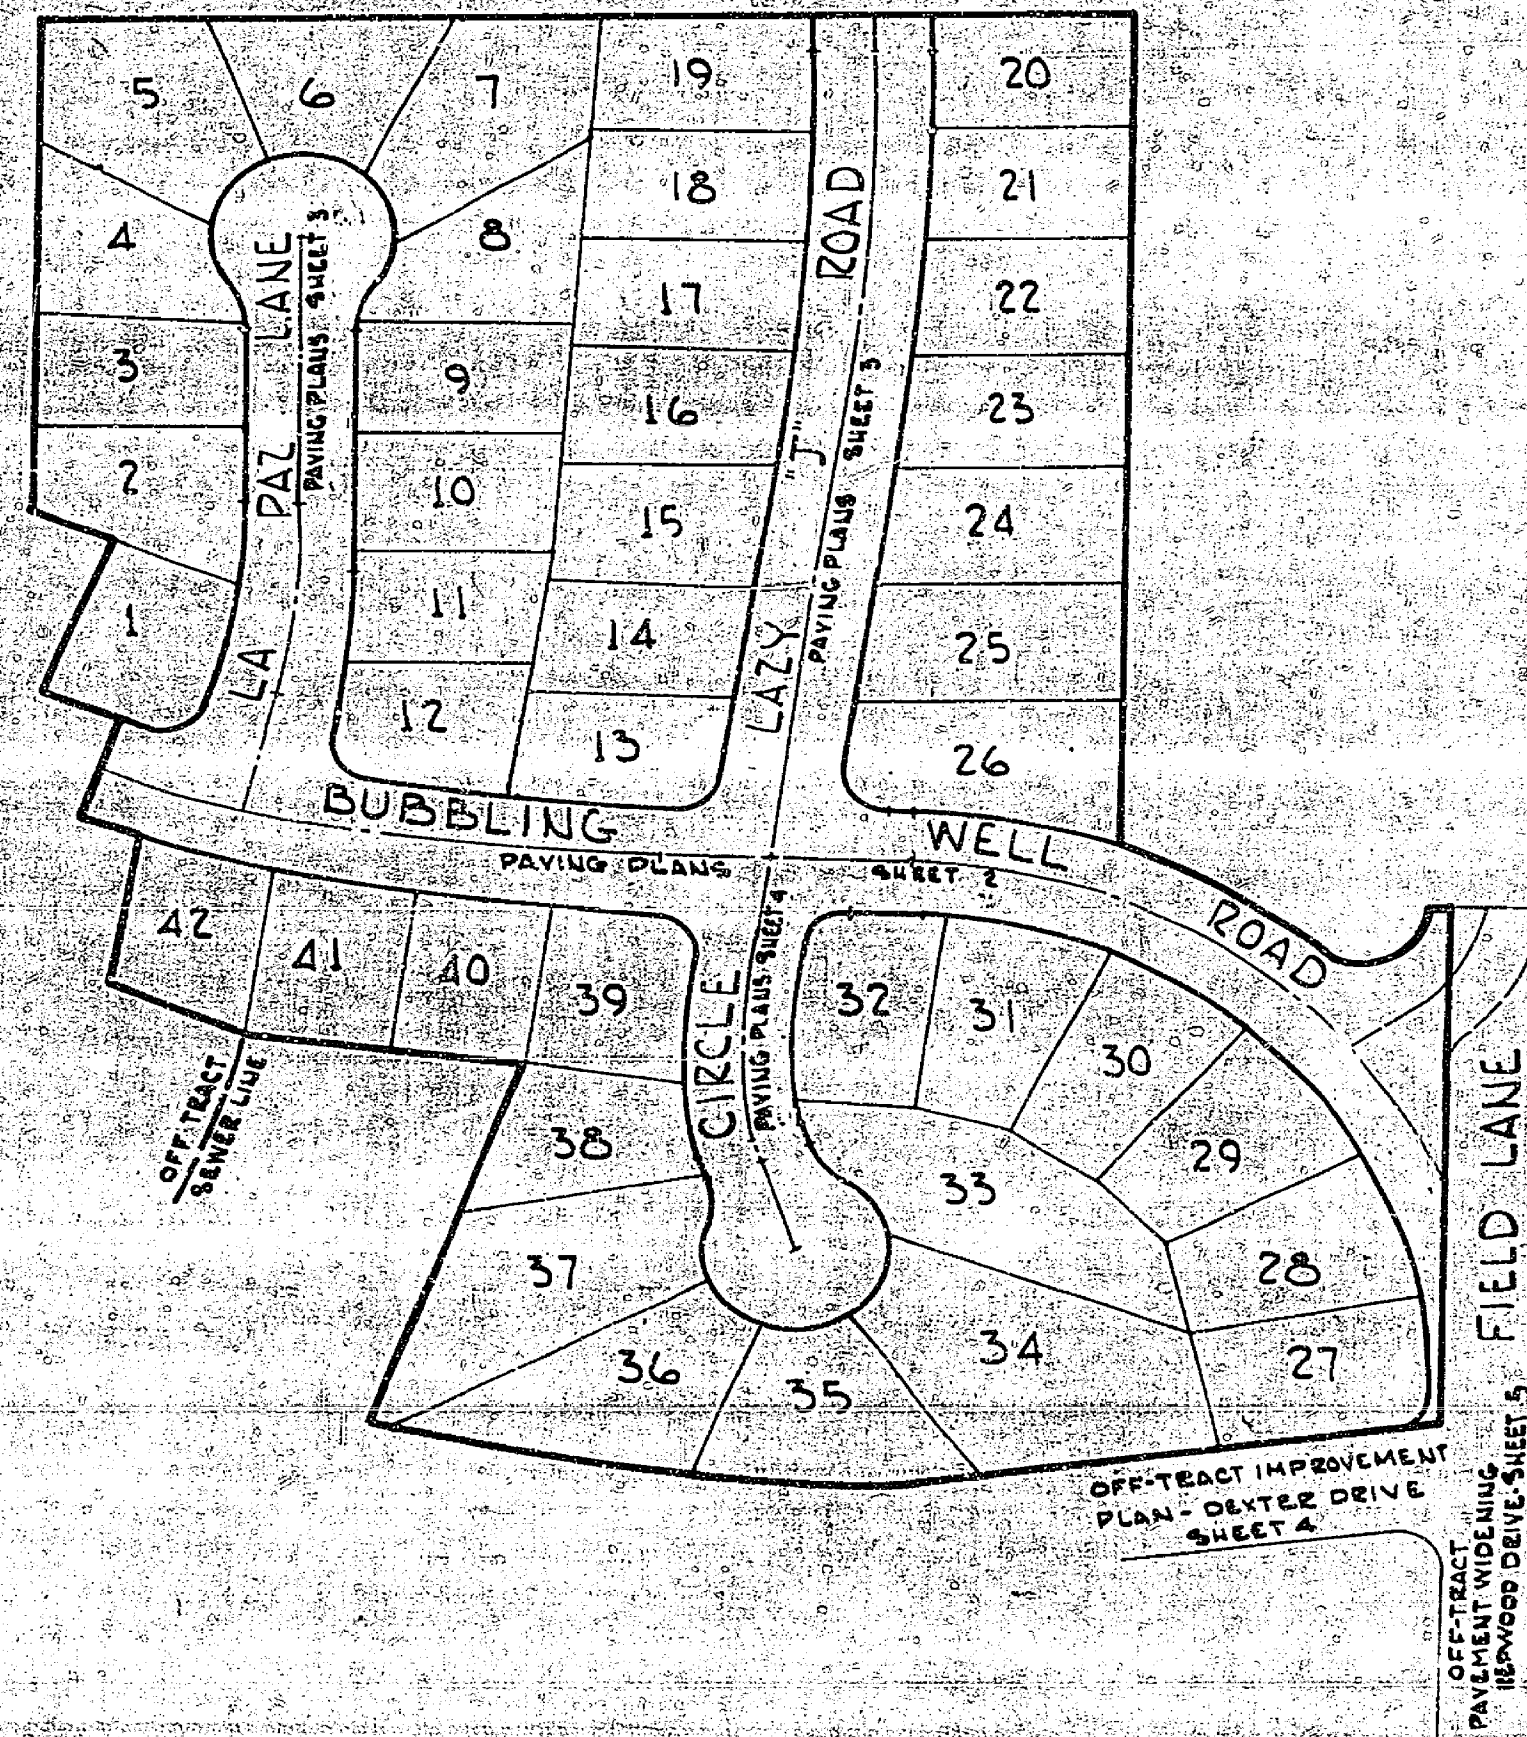 5
6
7
19
20
4
8
18
21
3
9
17
22
2
10
16
23
1
11
15
24
12
14
25
13
26
LA PAZ LANE
PAVING PLANS SHEET 3
LAZY "J" ROAD
PAVING PLANS SHEET 3
BUBBLING WELL ROAD
PAVING PLANS SHEET 2
42
41
40
39
32
31
30
29
38
33
28
37
34
27
36
35
CIRCLE
PAVING PLANS SHEET 4
OFF TRACT
SEWER LINE
FIELD LANE
OFF-TRACT IMPROVEMENT
PLAN - DEXTER DRIVE
SHEET 4
OFF-TRACT
PAVEMENT WIDENING
DRIVE-SHEET 5